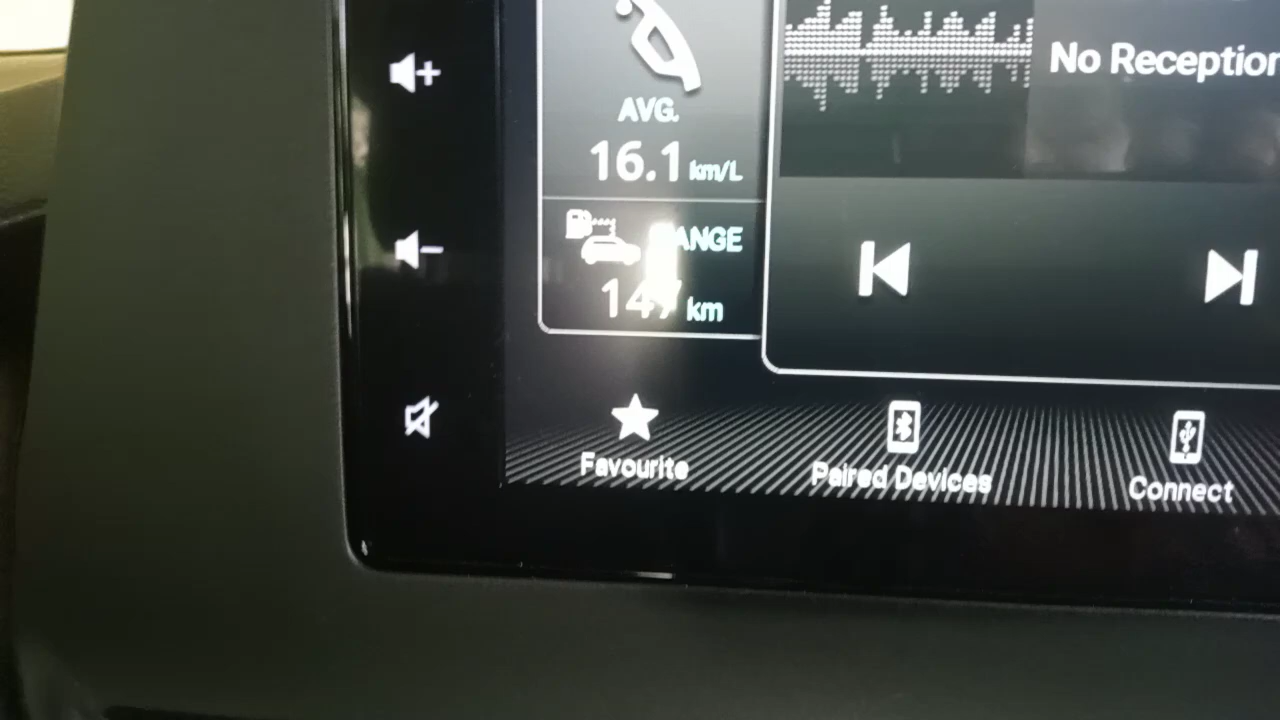 AVG.
16.1 km/L
RANGE
147 km
No Reception
Favourite
Paired Devices
Connect